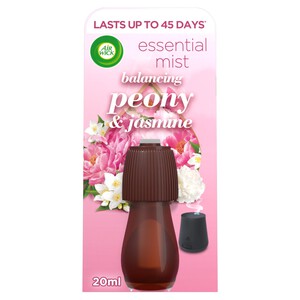 LASTS UP TO 45 DAYS*
AIR
WICK
essential
mist
balancing
peony
& jasmine
20ml